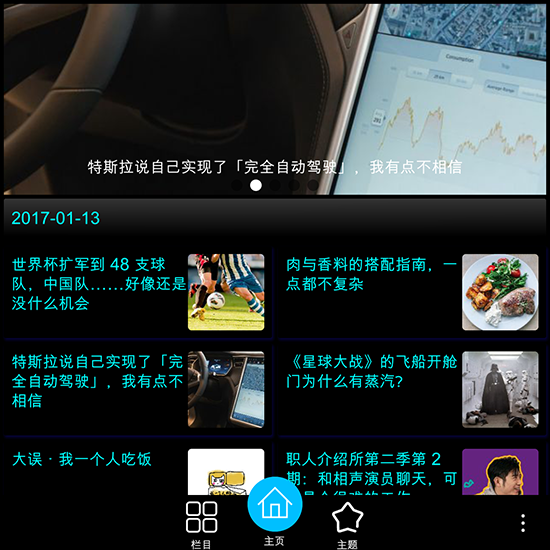 Consumption
Trip
Average Range
特斯拉说自己实现了「完全自动驾驶」，我有点不相信
2017-01-13
世界杯扩军到 48 支球
队，中国队……好像还是
没什么机会
肉与香料的搭配指南，一
点都不复杂
特斯拉说自己实现了「完
全自动驾驶」，我有点不
相信
《星球大战》的飞船开舱
门为什么有蒸汽?
大误 · 我一个人吃饭
职人介绍所第二季第 2
期：和相声演员聊天，可
栏目
主页
主题